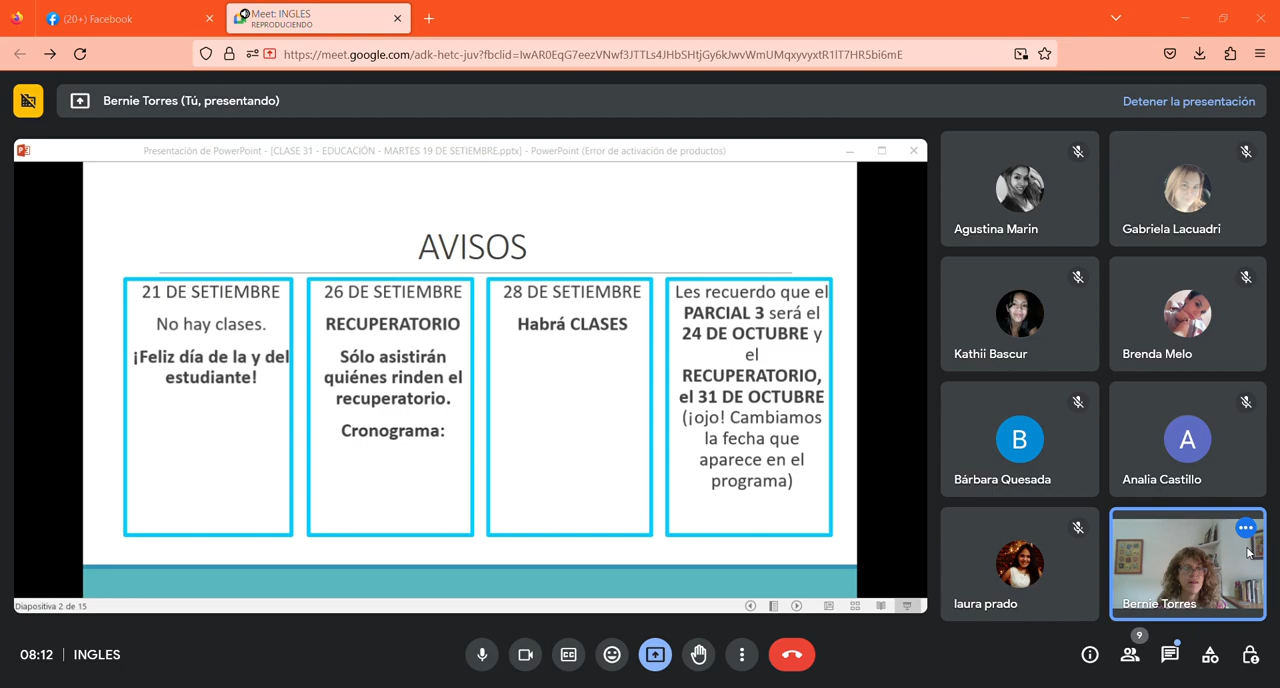 (20+) Facebook
Meet: INGLES
REPRODUCIENDO
https://meet.google.com/adk-hetc-juv?fbclid=IwAR0EqG7eezVNwf3JTTLs4JHbSHtjGy6kJwvWmUMqxyvyxtR1lT7HR5bi6mE
Bernie Torres (Tú, presentando)
Detener la presentación
Presentación de PowerPoint - [CLASE 31 - EDUCACIÓN - MARTES 19 DE SETIEMBRE.pptx] - PowerPoint (Error de activación de productos)
AVISOS
21 DE SETIEMBRE
No hay clases.
¡Feliz día de la y del
estudiante!
26 DE SETIEMBRE
RECUPERATORIO
Sólo asistirán
quiénes rinden el
recuperatorio.
Cronograma:
28 DE SETIEMBRE
Habrá CLASES
Les recuerdo que el
PARCIAL 3 será el
24 DE OCTUBRE y
el
RECUPERATORIO,
el 31 DE OCTUBRE
(¡ojo! Cambiamos
la fecha que
aparece en el
programa)
Diapositiva 2 de 15
Agustina Marin
Gabriela Lacuadri
Kathii Bascur
Brenda Melo
B
Bárbara Quesada
A
Analia Castillo
laura prado
Bernie Torres
08:12 | INGLES
9